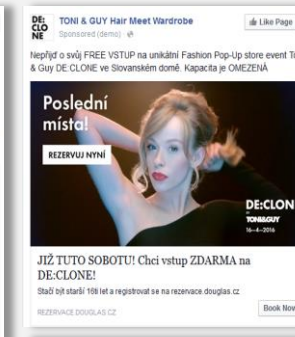 DE:
CLO
NE
TONI & GUY Hair Meet Wardrobe
Sponsored (demo) ·
Like Page
Nepřijď o svůj FREE VSTUP na unikátní Fashion Pop-Up store event To
& Guy DE:CLONE ve Slovanském domě. Kapacita je OMEZENÁ
Poslední
místa!
REZERVUJ NYNÍ
DE:CLON
BY
TONI&GUY
16–4–2016
JIŽ TUTO SOBOTU! Chci vstup ZDARMA na
DE:CLONE!
Stačí být starší 16ti let a registrovat se na rezervace.douglas.cz
REZERVACE.DOUGLAS.CZ
Book Now